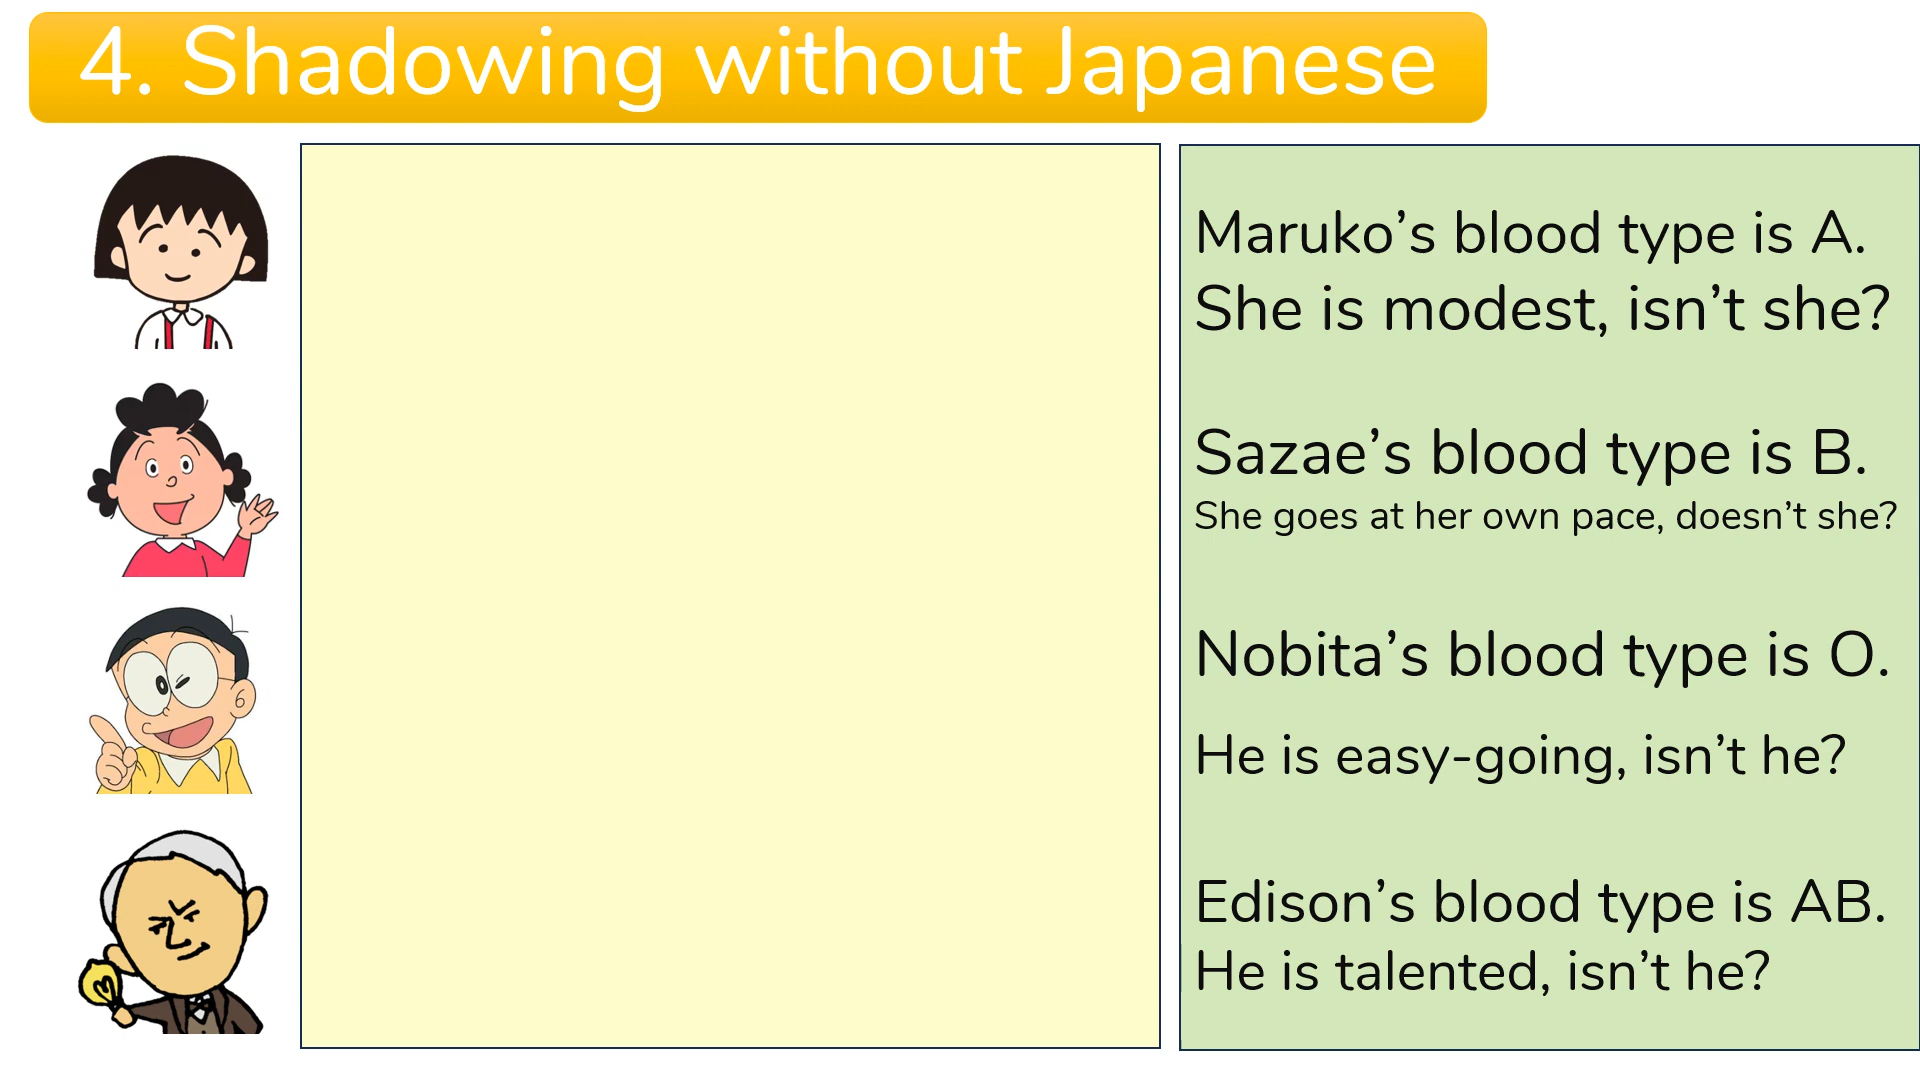 4. Shadowing without Japanese
Maruko’s blood type is A.
She is modest, isn’t she?
Sazae’s blood type is B.
She goes at her own pace, doesn’t she?
Nobita’s blood type is O.
He is easy-going, isn’t he?
Edison’s blood type is AB.
He is talented, isn’t he?